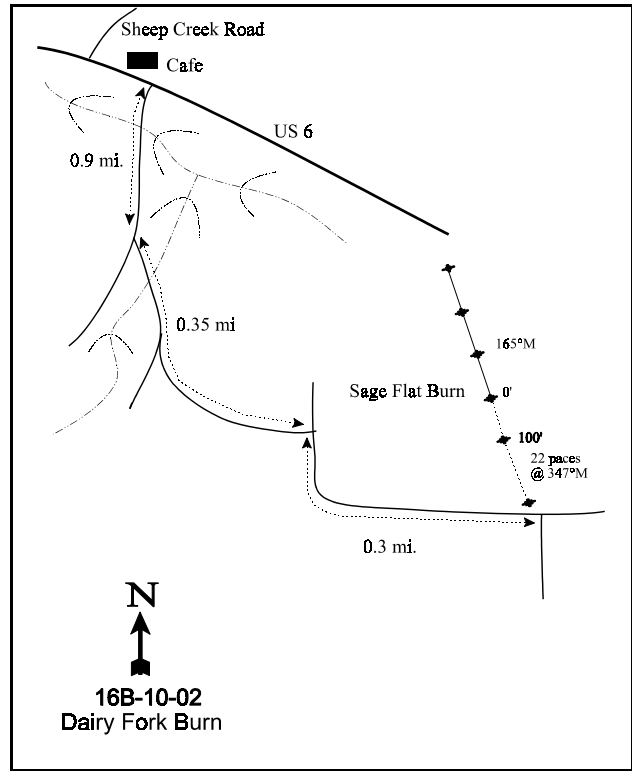 Sheep Creek Road
Cafe
US 6
0.9 mi.
0.35 mi
165°M
Sage Flat Burn
0'
100'
22 paces
@ 347°M
0.3 mi.
N
16B-10-02
Dairy Fork Burn